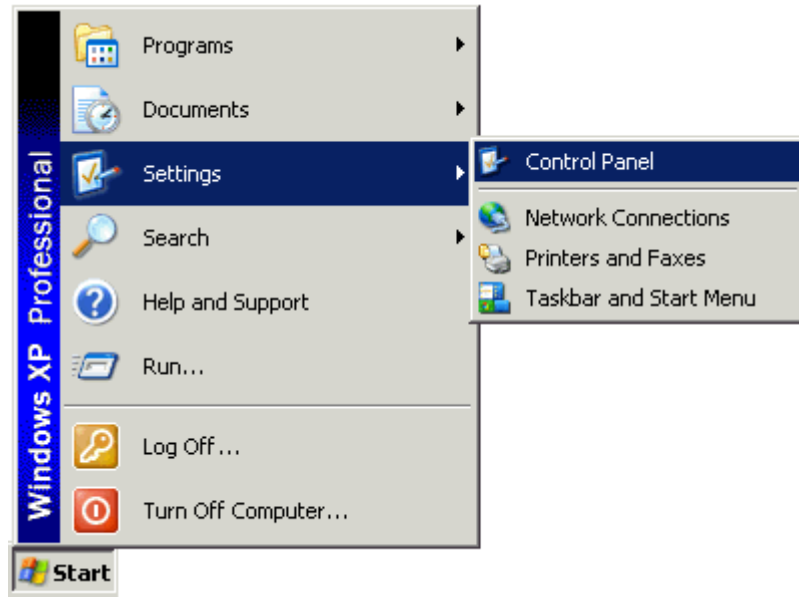 Windows XP Professional
Programs
Documents
Settings
Search
Help and Support
Run...
Log Off...
Turn Off Computer...
Control Panel
Network Connections
Printers and Faxes
Taskbar and Start Menu
Start